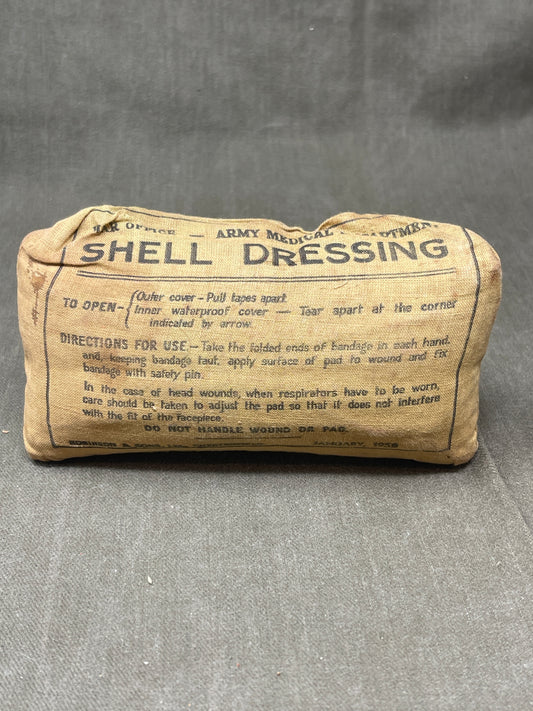 WAR OFFICE — ARMY MEDICAL DEPARTMENT
SHELL DRESSING
TO OPEN- { Outer cover - Pull tapes apart
Inner waterproof cover — Tear apart at the corner
indicated by arrow.
DIRECTIONS FOR USE.- Take the folded ends of bandage in each hand,
and, keeping bandage taut, apply surface of pad to wound and fix
bandage with safety pin.
In the case of head wounds, when respirators have to be worn,
care should be taken to adjust the pad so that it does not interfere
with the fit of the facepiece.
DO NOT HANDLE WOUND OR PAD.
ROBINSON & SONS JANUARY,